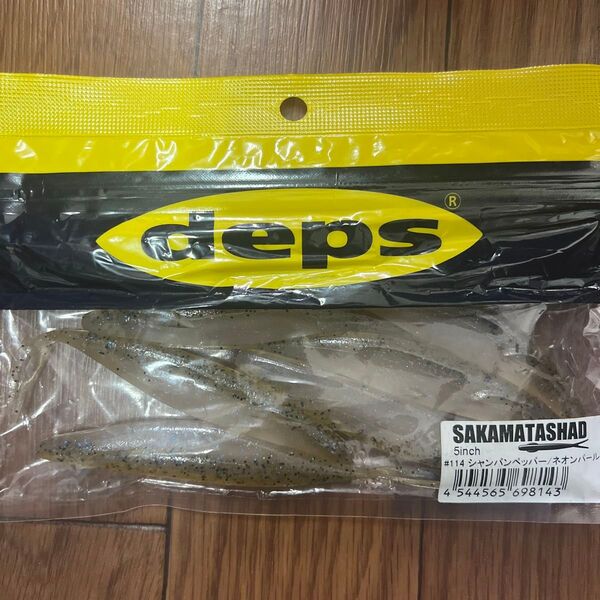 deps®
SAKAMATASHAD
5inch
#114 シャンパンペッパー/ネオンパール
4 544565 698143